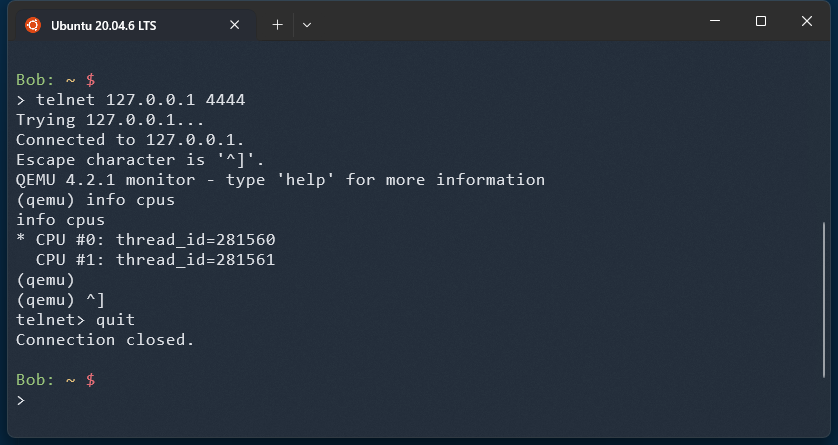 Ubuntu 20.04.6 LTS
Bob: ~ $
> telnet 127.0.0.1 4444
Trying 127.0.0.1...
Connected to 127.0.0.1.
Escape character is '^]'.
QEMU 4.2.1 monitor - type 'help' for more information
(qemu) info cpus
info cpus
* CPU #0: thread_id=281560
  CPU #1: thread_id=281561
(qemu)
(qemu) ^]
telnet> quit
Connection closed.
Bob: ~ $
>